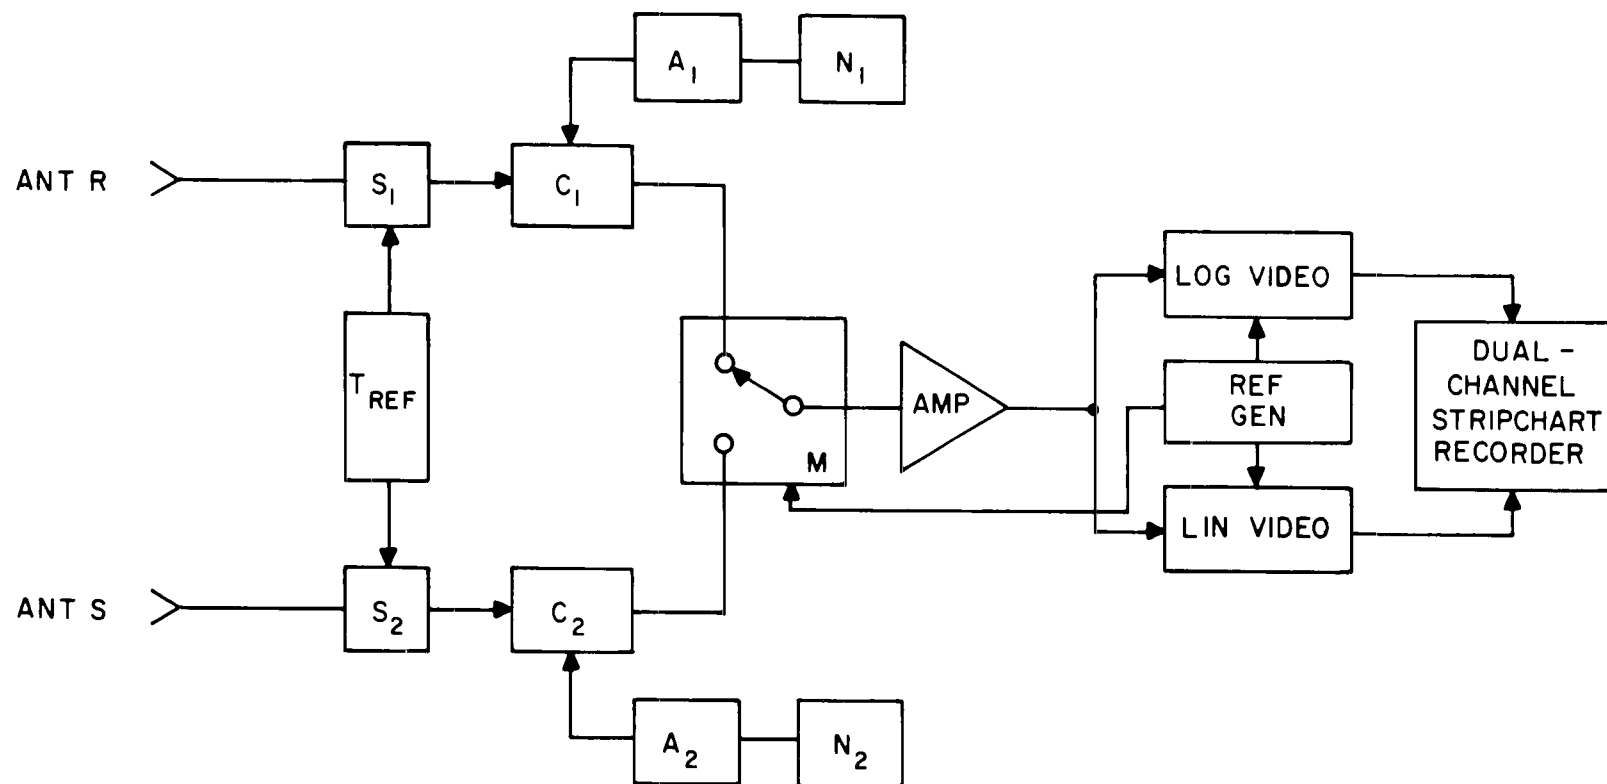 A1
N1
ANT R
S1
C1
LOG VIDEO
TREF
AMP
REF
GEN
DUAL-
CHANNEL
STRIPCHART
RECORDER
M
LIN VIDEO
ANT S
S2
C2
A2
N2